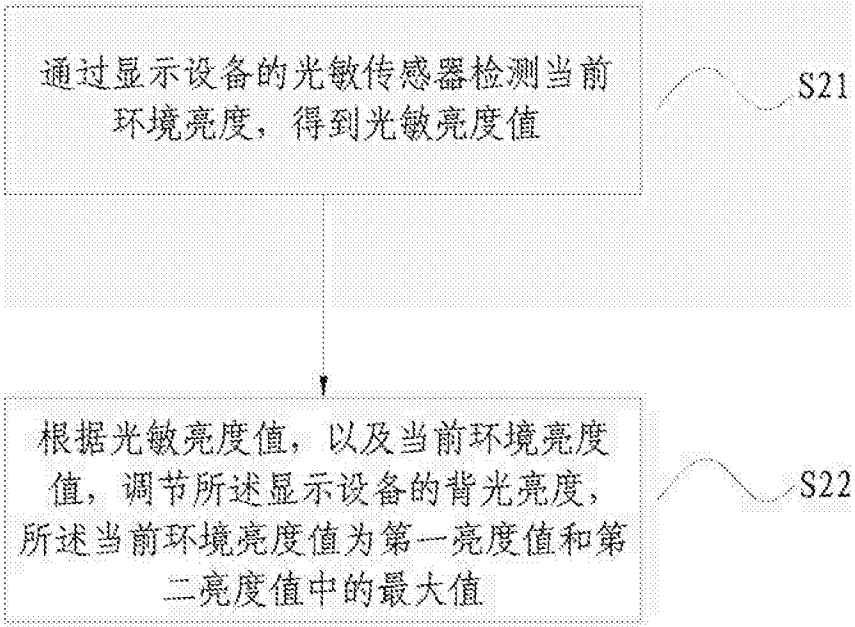 通过显示设备的光敏传感器检测当前
环境亮度，得到光敏亮度值
S21
根据光敏亮度值，以及当前环境亮度
值，调节所述显示设备的背光亮度，
所述当前环境亮度值为第一亮度值和第
二亮度值中的最大值
S22